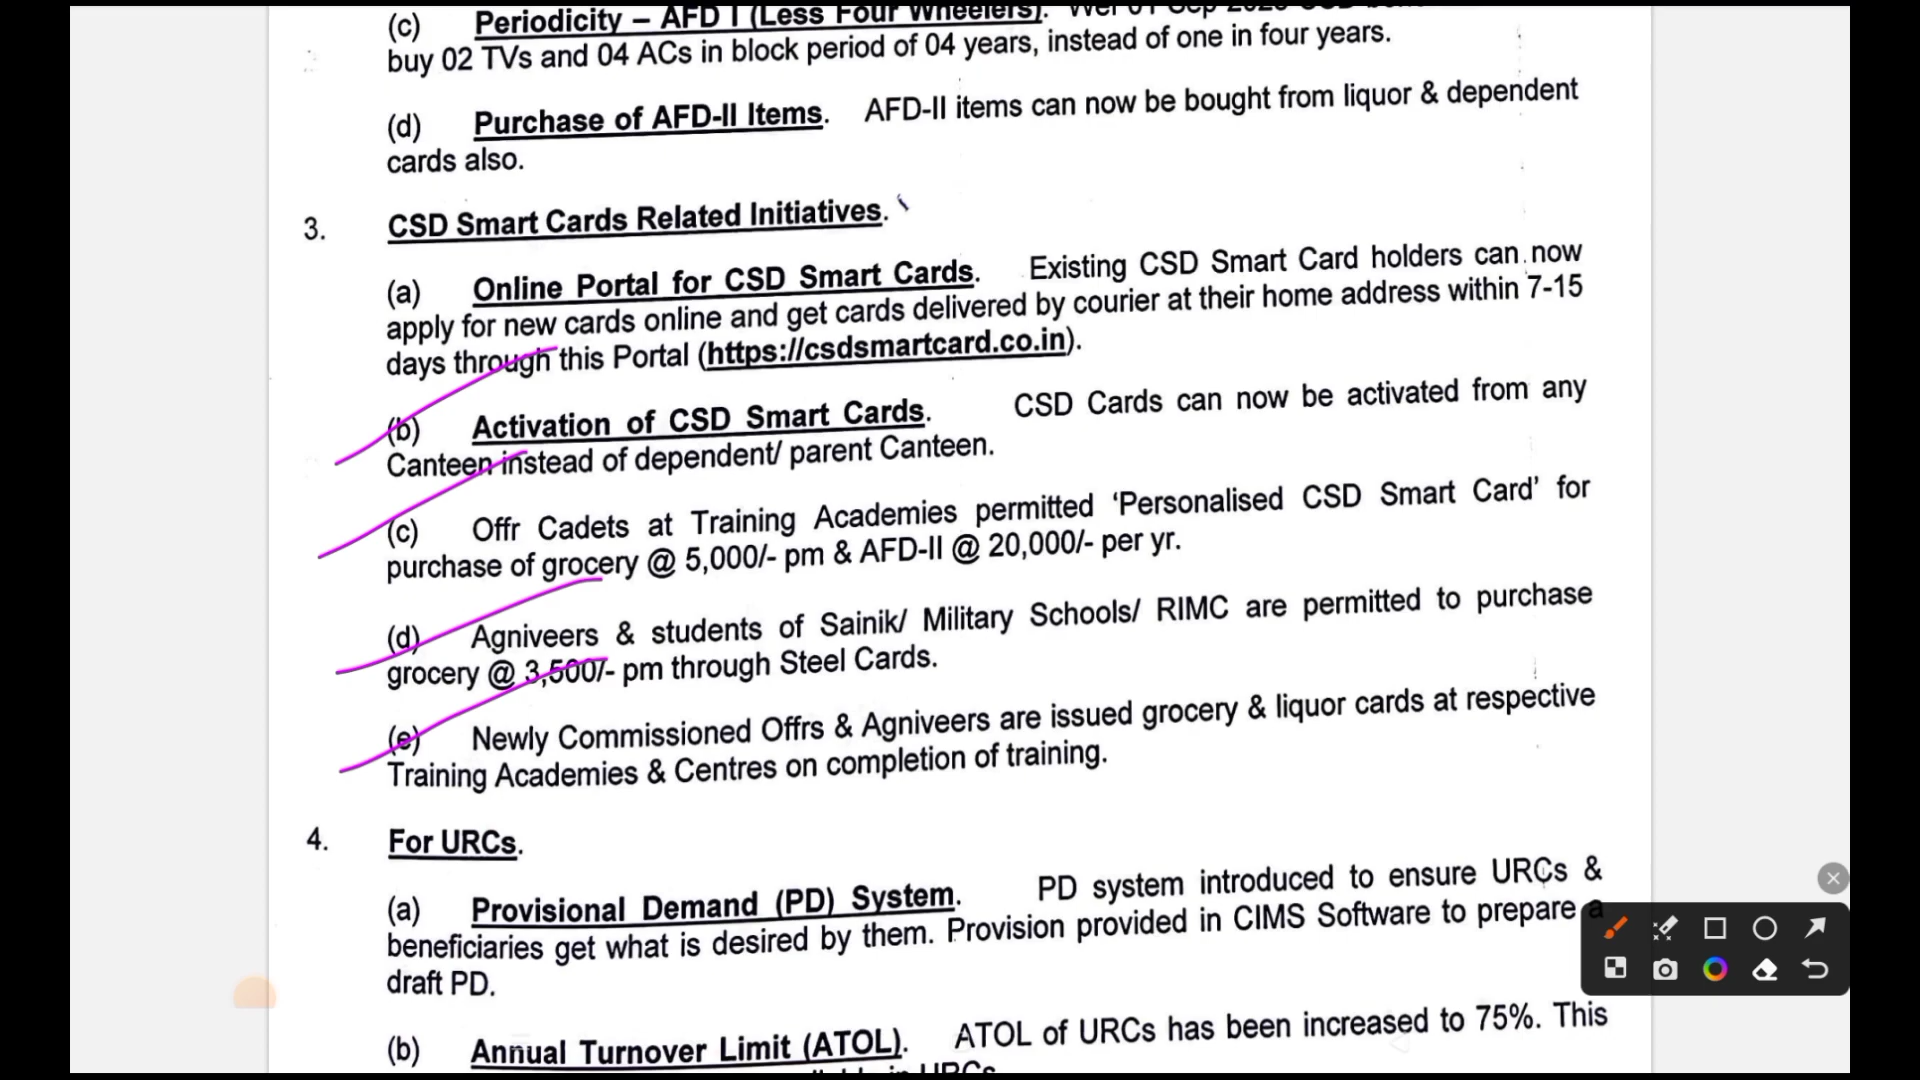 (c) Periodicity – AFD I (Less Four Wheelers).
buy 02 TVs and 04 ACs in block period of 04 years, instead of one in four years.
(d) Purchase of AFD-II Items. AFD-II items can now be bought from liquor & dependent
cards also.
3. CSD Smart Cards Related Initiatives.
(a) Online Portal for CSD Smart Cards. Existing CSD Smart Card holders can now
apply for new cards online and get cards delivered by courier at their home address within 7-15
days through this Portal (https://csdsmartcard.co.in).
(b) Activation of CSD Smart Cards. CSD Cards can now be activated from any
Canteen instead of dependent/ parent Canteen.
(c) Offr Cadets at Training Academies permitted ‘Personalised CSD Smart Card’ for
purchase of grocery @ 5,000/- pm & AFD-II @ 20,000/- per yr.
(d) Agniveers & students of Sainik/ Military Schools/ RIMC are permitted to purchase
grocery @ 3,500/- pm through Steel Cards.
(e) Newly Commissioned Offrs & Agniveers are issued grocery & liquor cards at respective
Training Academies & Centres on completion of training.
4. For URCs.
(a) Provisional Demand (PD) System. PD system introduced to ensure URCs &
beneficiaries get what is desired by them. Provision provided in CIMS Software to prepare a
draft PD.
(b) Annual Turnover Limit (ATOL). ATOL of URCs has been increased to 75%. This
in URCs